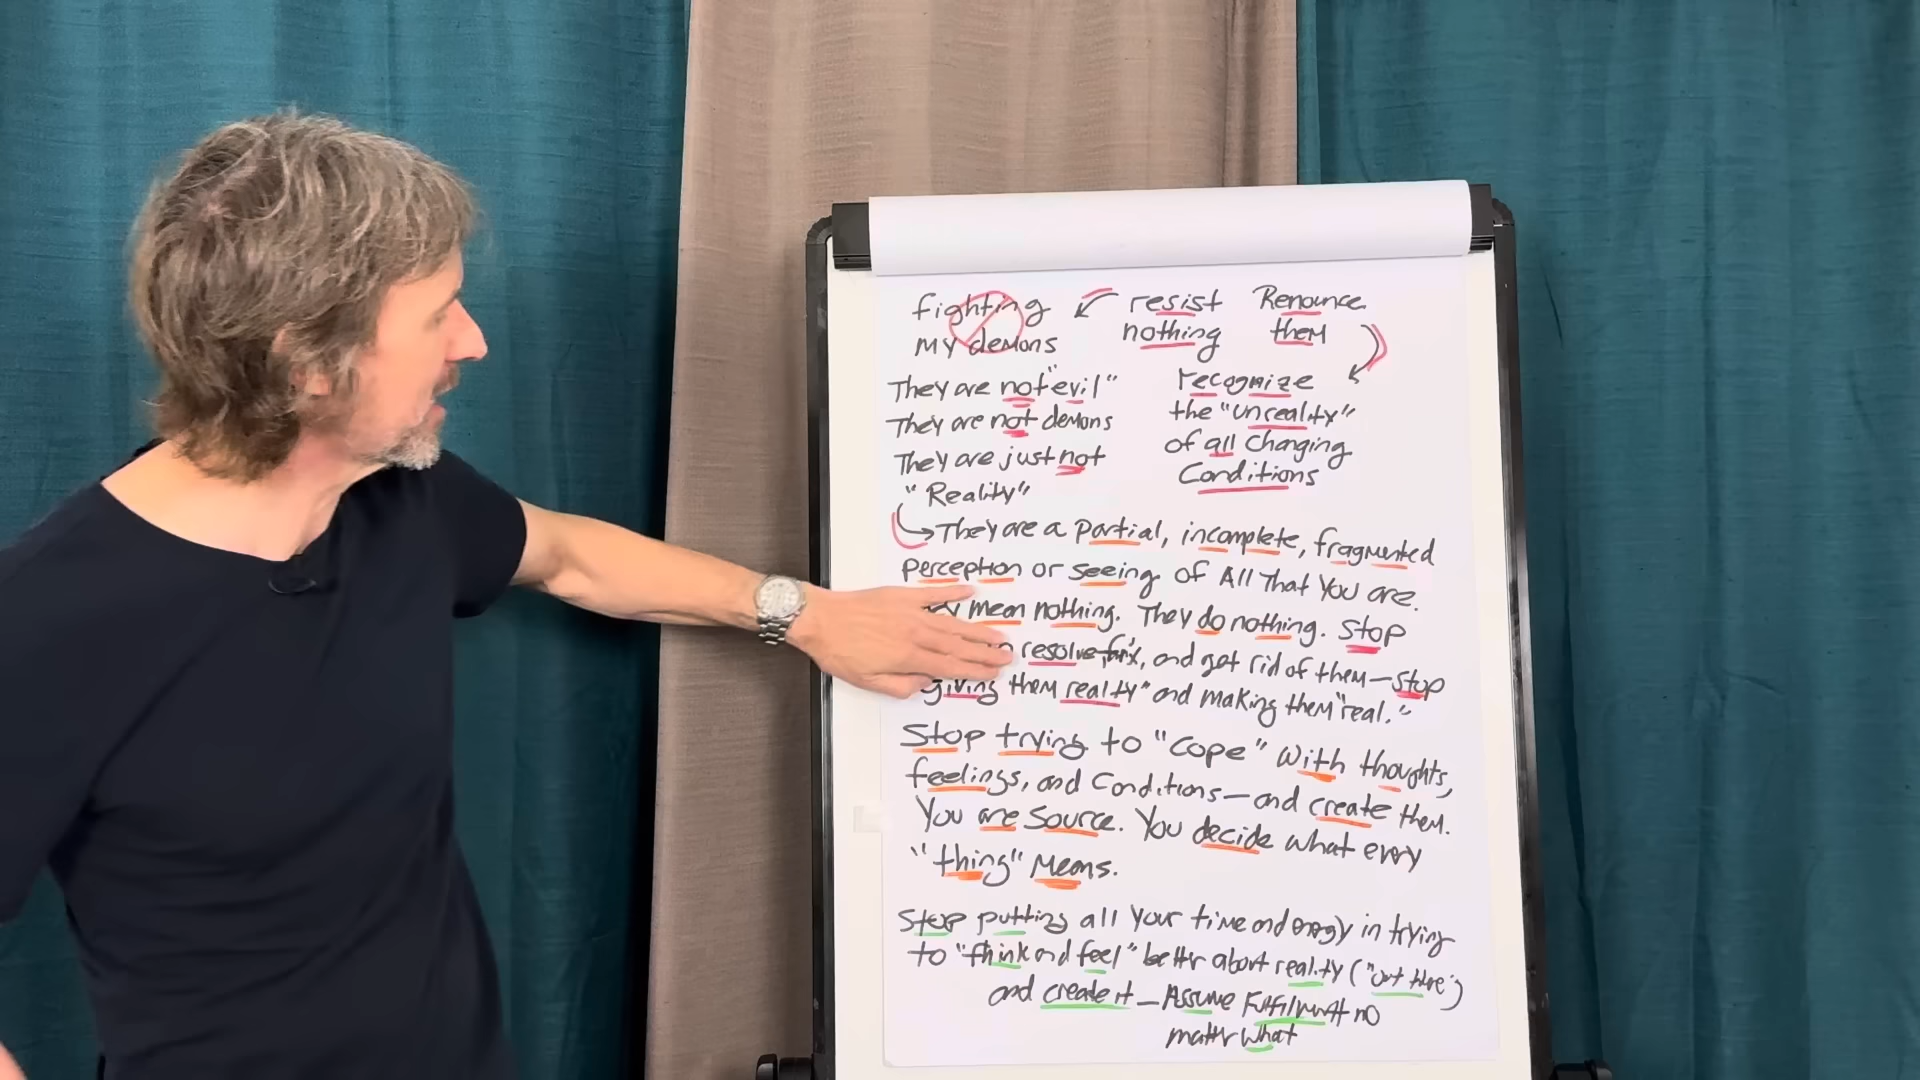 fighting
my demons
resist
nothing
Renounce
them
They are not "evil"
They are not demons
They are just not
"Reality"
recognize
the "unreality"
of all changing
Conditions
They are a partial, incomplete, fragmented
perception or seeing of All That You are.
mean nothing. They do nothing. Stop
resolve, fix, and get rid of them—stop
giving them reality" and making them "real."
Stop trying to "cope" with thoughts,
feelings, and Conditions—and create them.
You are Source. You decide what every
"thing" Means.
Stop putting all your time and energy in trying
to "think and feel" better about reality ("out there")
and create it—Assume Fulfilment no
matter what